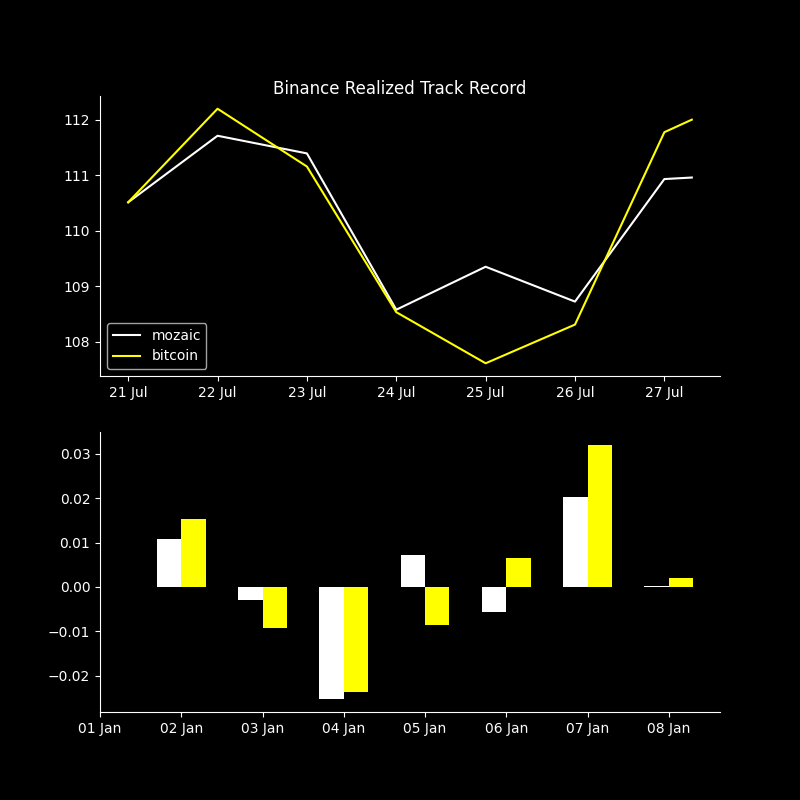 Binance Realized Track Record
112
111
110
109
108
mozaic
bitcoin
21 Jul 22 Jul 23 Jul 24 Jul 25 Jul 26 Jul 27 Jul
0.03
0.02
0.01
0.00
−0.01
−0.02
01 Jan 02 Jan 03 Jan 04 Jan 05 Jan 06 Jan 07 Jan 08 Jan